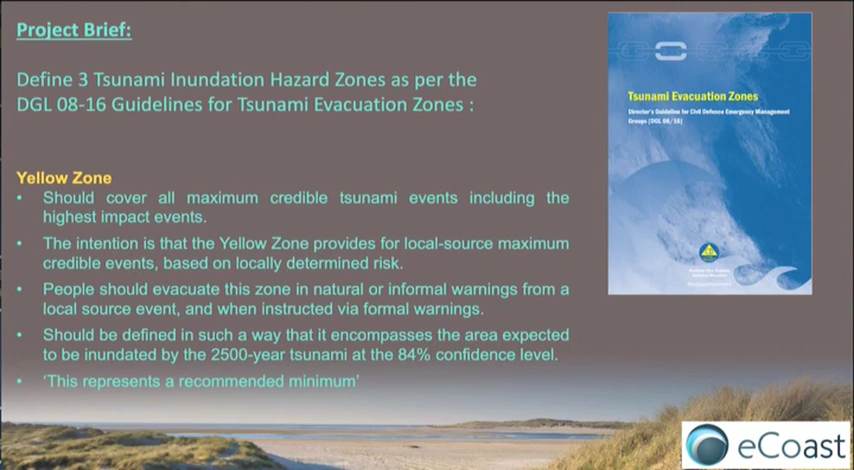 Project Brief:
Define 3 Tsunami Inundation Hazard Zones as per the
DGL 08-16 Guidelines for Tsunami Evacuation Zones :
Yellow Zone
• Should cover all maximum credible tsunami events including the
highest impact events.
• The intention is that the Yellow Zone provides for local-source maximum
credible events, based on locally determined risk.
• People should evacuate this zone in natural or informal warnings from a
local source event, and when instructed via formal warnings.
• Should be defined in such a way that it encompasses the area expected
to be inundated by the 2500-year tsunami at the 84% confidence level.
• ‘This represents a recommended minimum’
Tsunami Evacuation Zones
Director's Guideline for Civil Defence Emergency Management
Groups [DGL 08/16]
eCoast